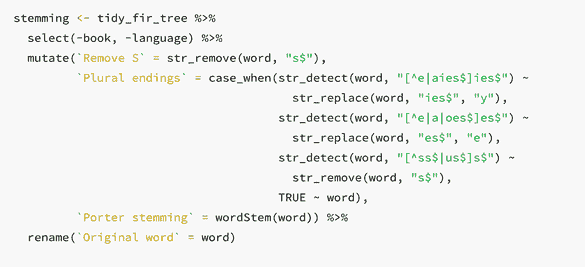 stemming <- tidy_fir_tree %>%
  select(-book, -language) %>%
  mutate(`Remove S` = str_remove(word, "s$"),
         `Plural endings` = case_when(str_detect(word, "[^e|aies$]ies$") ~
                                        str_replace(word, "ies$", "y"),
                                      str_detect(word, "[^e|a|oes$]es$") ~
                                        str_replace(word, "es$", "e"),
                                      str_detect(word, "[^ss$|us$]s$") ~
                                        str_remove(word, "s$"),
                                      TRUE ~ word),
         `Porter stemming` = wordStem(word)) %>%
  rename(`Original word` = word)